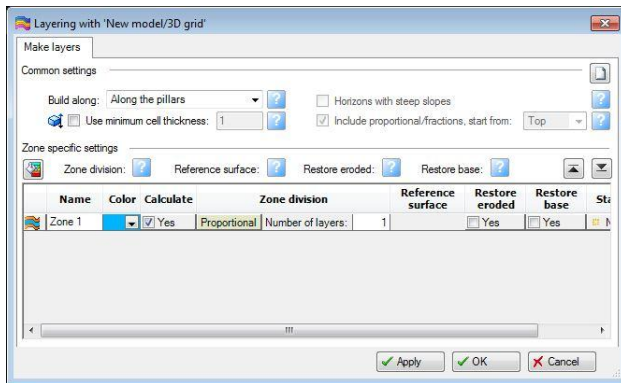 Layering with 'New model/3D grid'
Make layers
Common settings
Build along: Along the pillars ? Horizons with steep slopes ?
Use minimum cell thickness: 1 ? Include proportional/fractions, start from: Top ?
Zone specific settings
Zone division: ? Reference surface: ? Restore eroded: ? Restore base: ?
Name Color Calculate Zone division Reference surface Restore eroded Restore base Sta
Zone 1 Yes Proportional Number of layers: 1 Yes Yes N
Apply OK Cancel